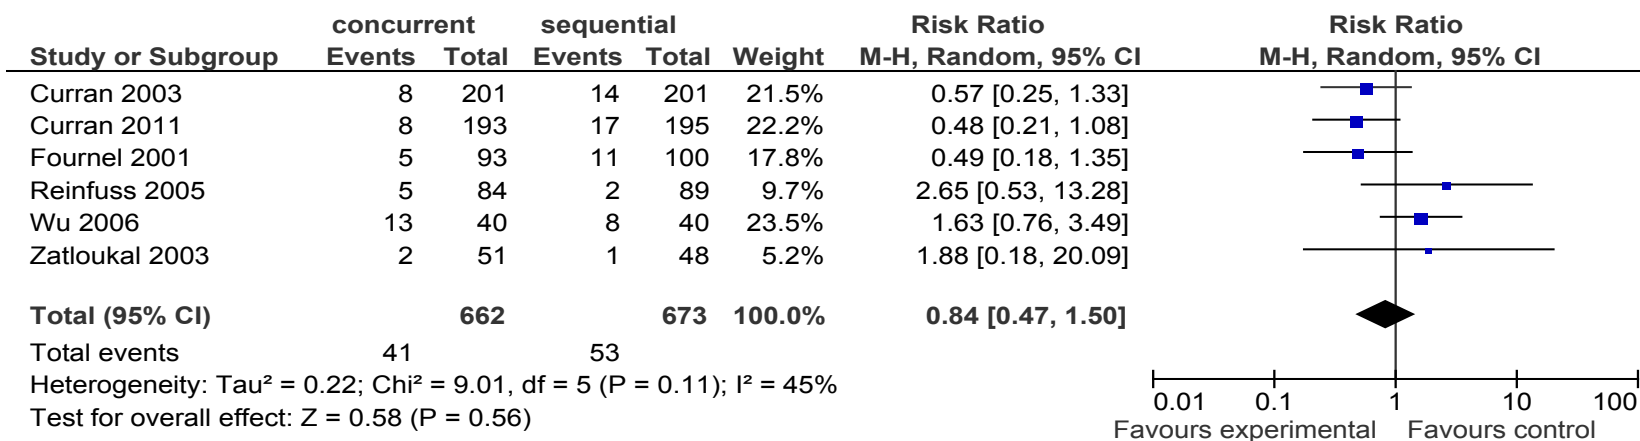 concurrent sequential Risk Ratio Risk Ratio
Study or Subgroup Events Total Events Total Weight M-H, Random, 95% CI M-H, Random, 95% CI
Curran 2003 8 201 14 201 21.5% 0.57 [0.25, 1.33]
Curran 2011 8 193 17 195 22.2% 0.48 [0.21, 1.08]
Fournel 2001 5 93 11 100 17.8% 0.49 [0.18, 1.35]
Reinfuss 2005 5 84 2 89 9.7% 2.65 [0.53, 13.28]
Wu 2006 13 40 8 40 23.5% 1.63 [0.76, 3.49]
Zatloukal 2003 2 51 1 48 5.2% 1.88 [0.18, 20.09]
Total (95% CI) 662 673 100.0% 0.84 [0.47, 1.50]
Total events 41 53
Heterogeneity: Tau² = 0.22; Chi² = 9.01, df = 5 (P = 0.11); I² = 45%
Test for overall effect: Z = 0.58 (P = 0.56)
0.01 0.1 1 10 100
Favours experimental Favours control